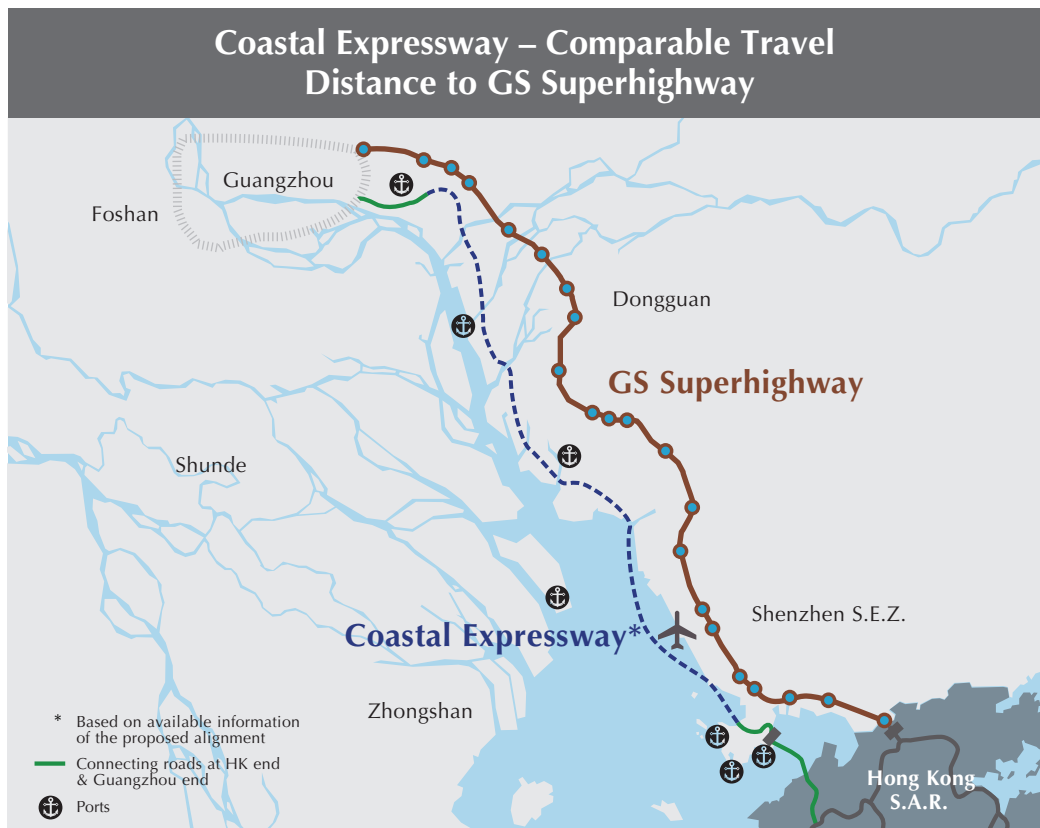 Coastal Expressway – Comparable Travel
Distance to GS Superhighway
Guangzhou
Foshan
Dongguan
GS Superhighway
Shunde
Shenzhen S.E.Z.
Coastal Expressway*
Zhongshan
* Based on available information
of the proposed alignment
Connecting roads at HK end
& Guangzhou end
Ports
Hong Kong
S.A.R.